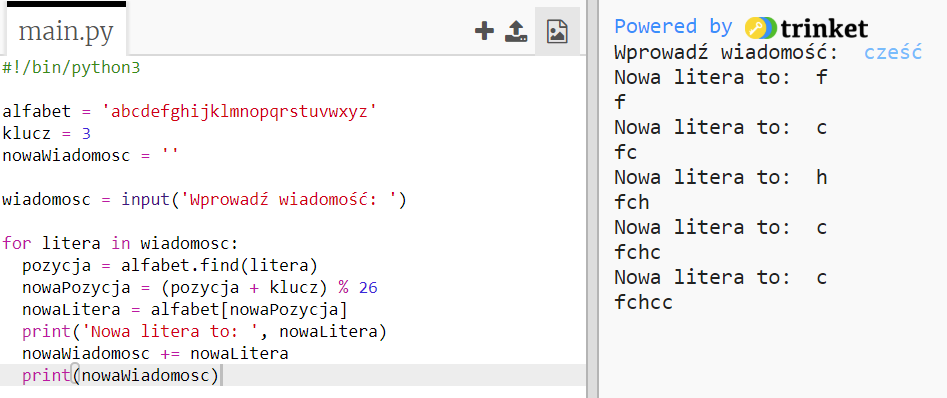 main.py
#!/bin/python3
alfabet = 'abcdefghijklmnopqrstuvwxyz'
klucz = 3
nowaWiadomosc = ''
wiadomosc = input('Wprowadź wiadomość: ')
for litera in wiadomosc:
  pozycja = alfabet.find(litera)
  nowaPozycja = (pozycja + klucz) % 26
  nowaLitera = alfabet[nowaPozycja]
  print('Nowa litera to: ', nowaLitera)
  nowaWiadomosc += nowaLitera
  print(nowaWiadomosc)
Powered by trinket
Wprowadź wiadomość:  cześć
Nowa litera to:  f
f
Nowa litera to:  c
fc
Nowa litera to:  h
fch
Nowa litera to:  c
fchc
Nowa litera to:  c
fchcc